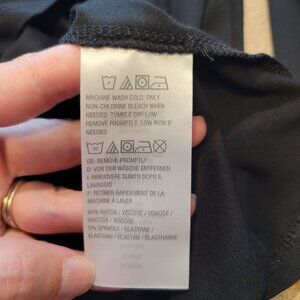 MACHINE WASH COLD. ONLY
NON-CHLORINE BLEACH WHEN
NEEDED. TUMBLE DRY LOW.
REMOVE PROMPTLY. LOW IRON IF
NEEDED
30
GB: REMOVE PROMPTLY
D: VOR DER WÄSCHE ENTFERNEN
I: RIMUOVERE SUBITO DOPO IL
LAVAGGIO
F: RETIRER RAPIDEMENT DE LA
MACHINE À LAVER
95% RAYON / VISCOSE / VISKOSE /
VISCOSA / VISCOSE
5% SPANDEX / ELASTANE /
ELASTHAN / ELASTAN / ELASTHANNE